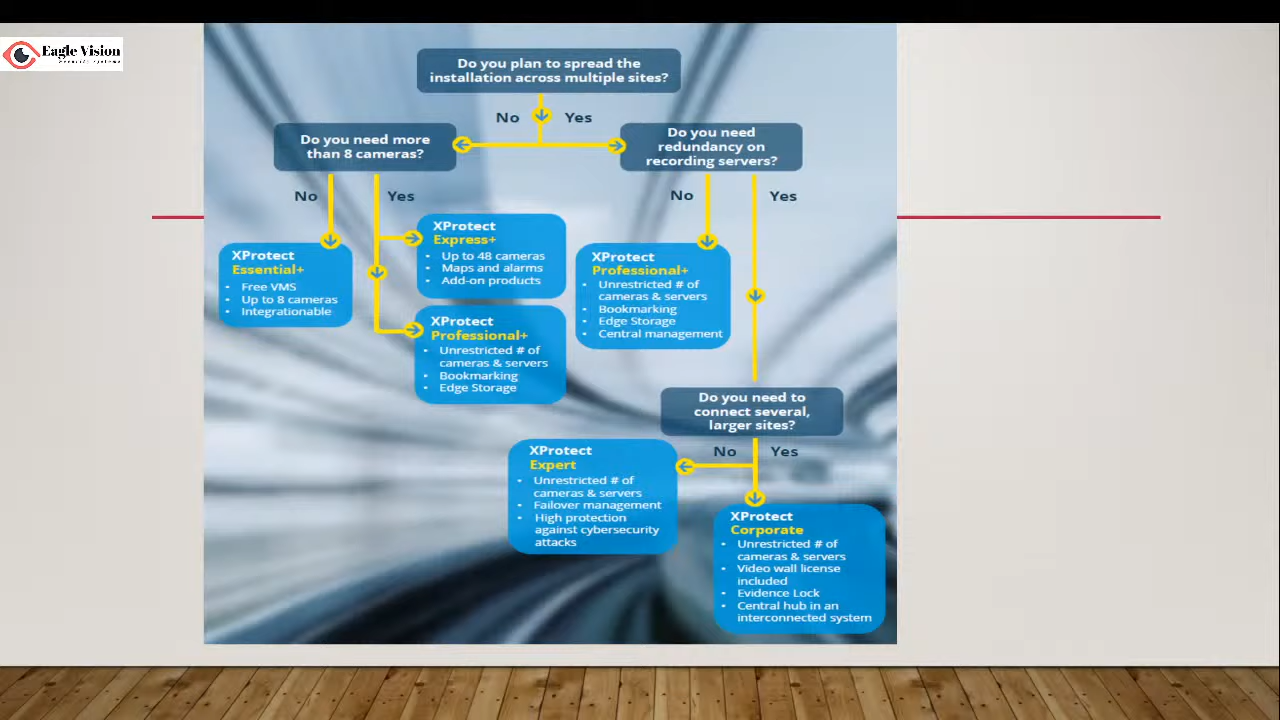 Eagle Vision
Do you plan to spread the
installation across multiple sites?
No
Yes
Do you need more
than 8 cameras?
Do you need
redundancy on
recording servers?
No
Yes
No
Yes
XProtect
Essential+
• Free VMS
• Up to 8 cameras
• Integrationable
XProtect
Express+
• Up to 48 cameras
• Maps and alarms
• Add-on products
XProtect
Professional+
• Unrestricted # of
cameras & servers
• Bookmarking
• Edge Storage
XProtect
Professional+
• Unrestricted # of
cameras & servers
• Bookmarking
• Edge Storage
• Central management
Do you need to
connect several,
larger sites?
No
Yes
XProtect
Expert
• Unrestricted # of
cameras & servers
• Failover management
• High protection
against cybersecurity
attacks
XProtect
Corporate
• Unrestricted # of
cameras & servers
• Video wall license
included
• Evidence Lock
• Central hub in an
interconnected system